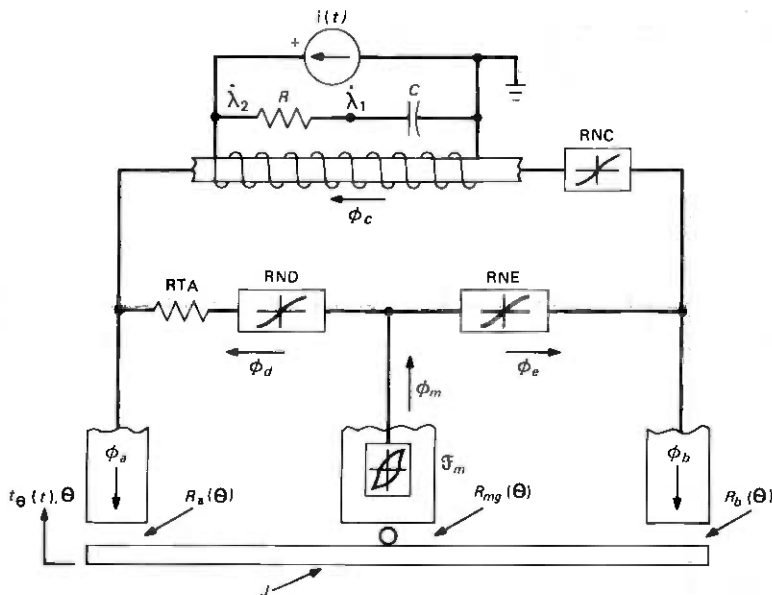 i(t)
+
λ̇₂
R
λ̇₁
C
RNC
ϕc
RTA
RND
RNE
ϕd
ϕe
ϕm
ϕa
𝔉m
ϕb
tΘ(t), Θ
Ra(Θ)
Rmg(Θ)
Rb(Θ)
J